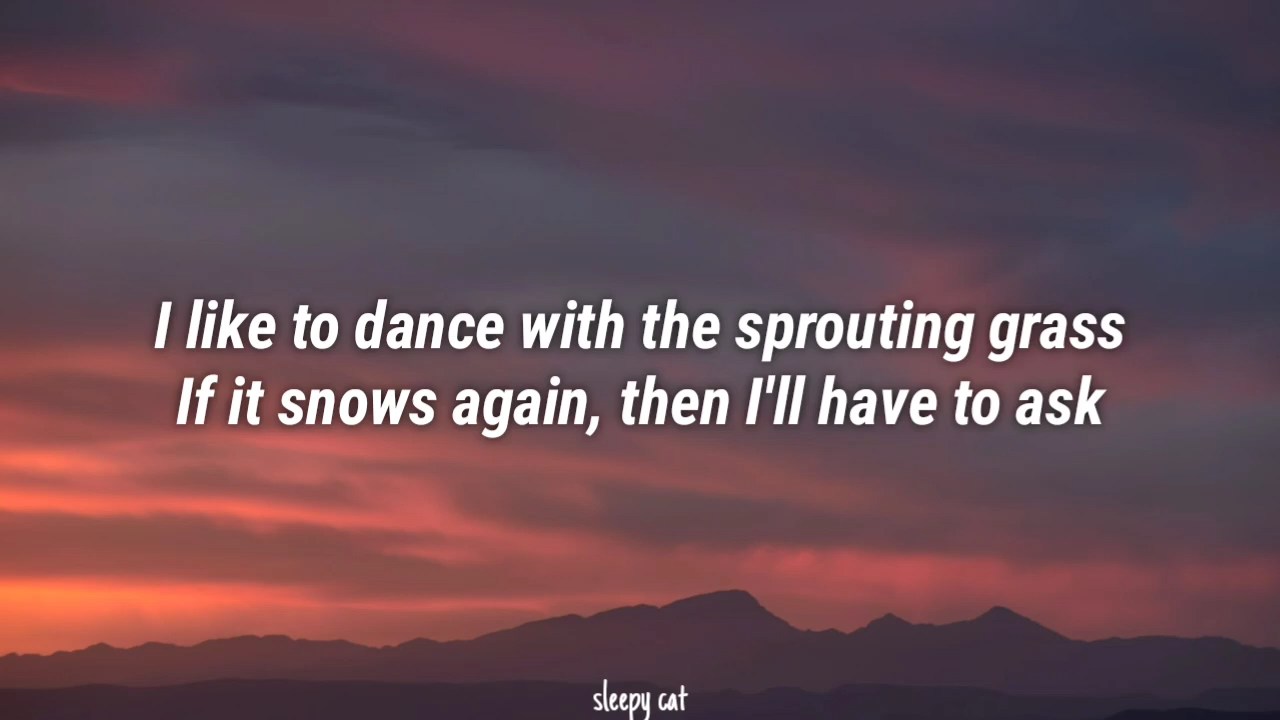 I like to dance with the sprouting grass
If it snows again, then I'll have to ask
sleepy cat